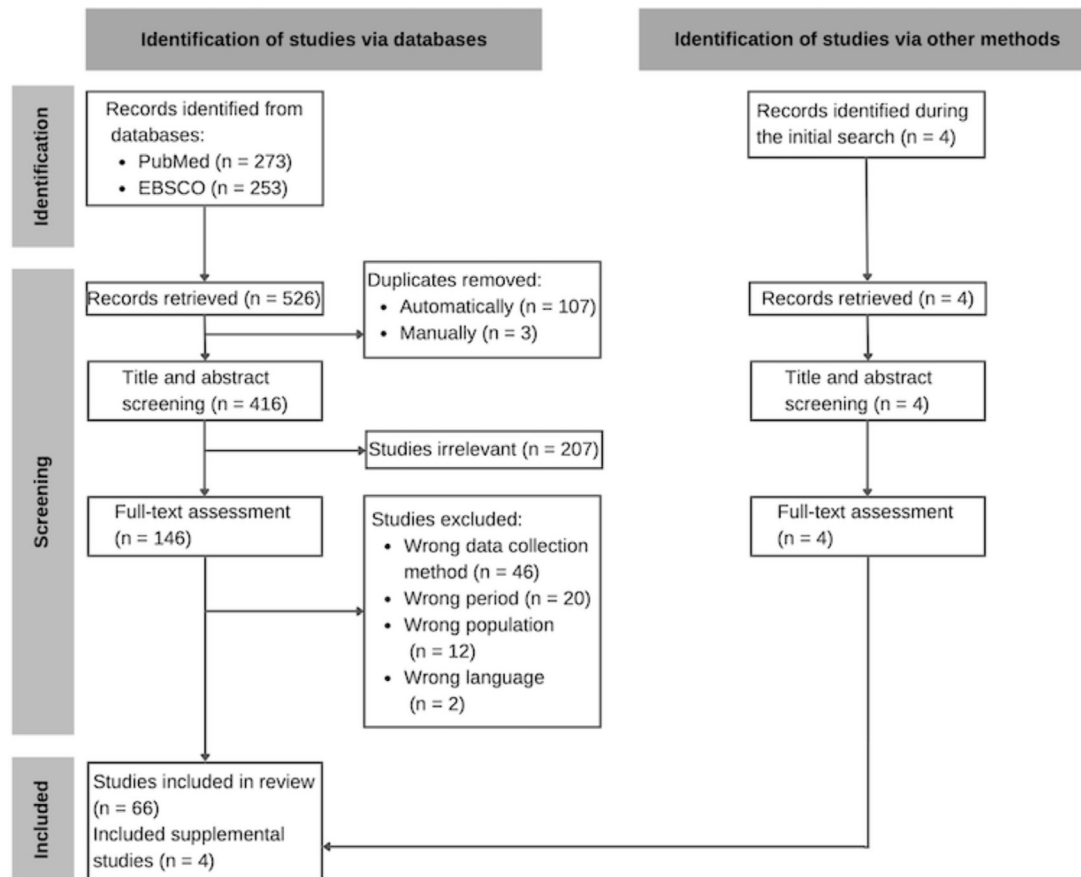 Identification of studies via databases
Identification of studies via other methods
Identification
Records identified from
databases:
• PubMed (n = 273)
• EBSCO (n = 253)
Records identified during
the initial search (n = 4)
Screening
Records retrieved (n = 526)
Duplicates removed:
• Automatically (n = 107)
• Manually (n = 3)
Records retrieved (n = 4)
Title and abstract
screening (n = 416)
Title and abstract
screening (n = 4)
Studies irrelevant (n = 207)
Full-text assessment
(n = 146)
Studies excluded:
• Wrong data collection
method (n = 46)
• Wrong period (n = 20)
• Wrong population
(n = 12)
• Wrong language
(n = 2)
Full-text assessment
(n = 4)
Included
Studies included in review
(n = 66)
Included supplemental
studies (n = 4)